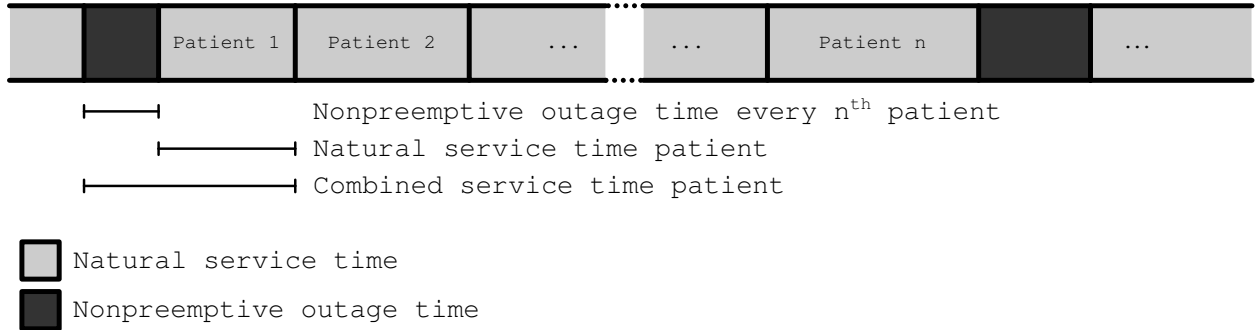 Patient 1 Patient 2 ... ... Patient n ...
Nonpreemptive outage time every nth patient
Natural service time patient
Combined service time patient
Natural service time
Nonpreemptive outage time